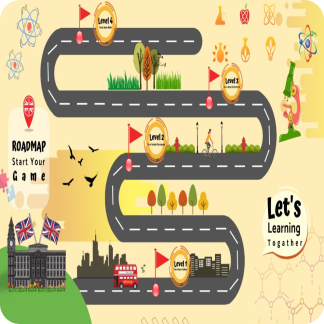 Level 4
Level 3
ROADMAP
Start Your
Game
Level 2
Let's
Learning
Togather
Level 1